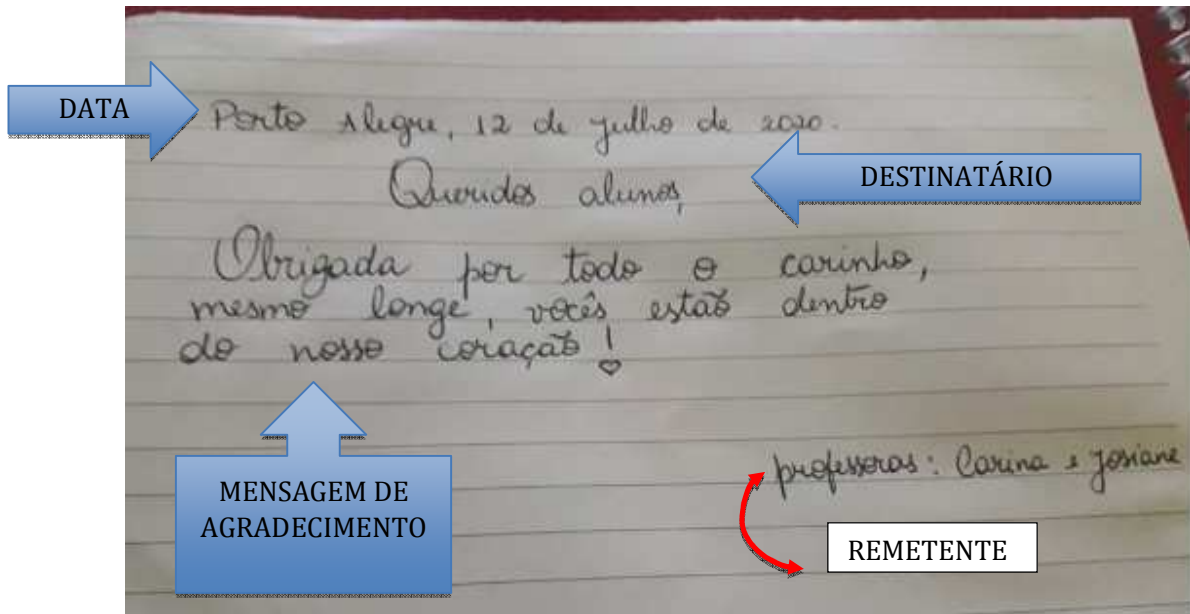 DATA
Porto Alegre, 12 de julho de 2020.
DESTINATÁRIO
Queridos alunos,
Obrigada por todo o carinho,
mesmo longe, vocês estão dentro
do nosso coração!
MENSAGEM DE
AGRADECIMENTO
professoras: Carina e Josiane
REMETENTE